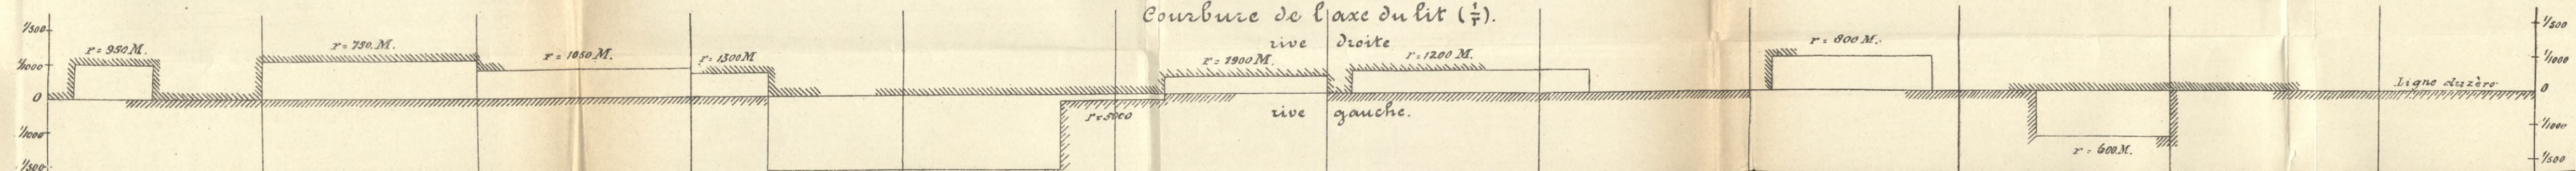 Courbure de l'axe du lit (1/r).
rive droite
1/500
1/500
r = 950 M.
r = 750. M.
r = 1050 M.
r = 1300 M
r = 1900 M.
r = 1200 M.
r = 800 M.
1/1000
1/1000
0
Ligne du zèro
0
r = 5000
rive gauche.
1/1000
1/1000
r = 600 M.
1/500
1/500